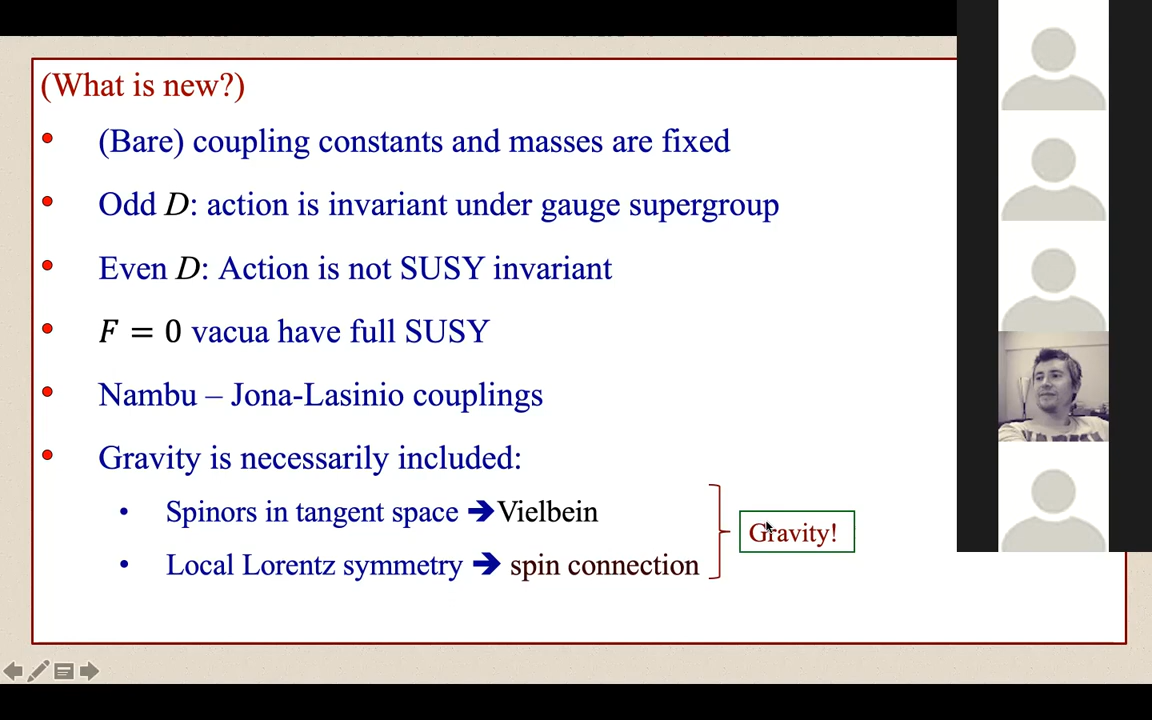 (What is new?)
• (Bare) coupling constants and masses are fixed
• Odd D: action is invariant under gauge supergroup
• Even D: Action is not SUSY invariant
• F = 0 vacua have full SUSY
• Nambu – Jona-Lasinio couplings
• Gravity is necessarily included:
• Spinors in tangent space ➔Vielbein
• Local Lorentz symmetry ➔ spin connection
Gravity!